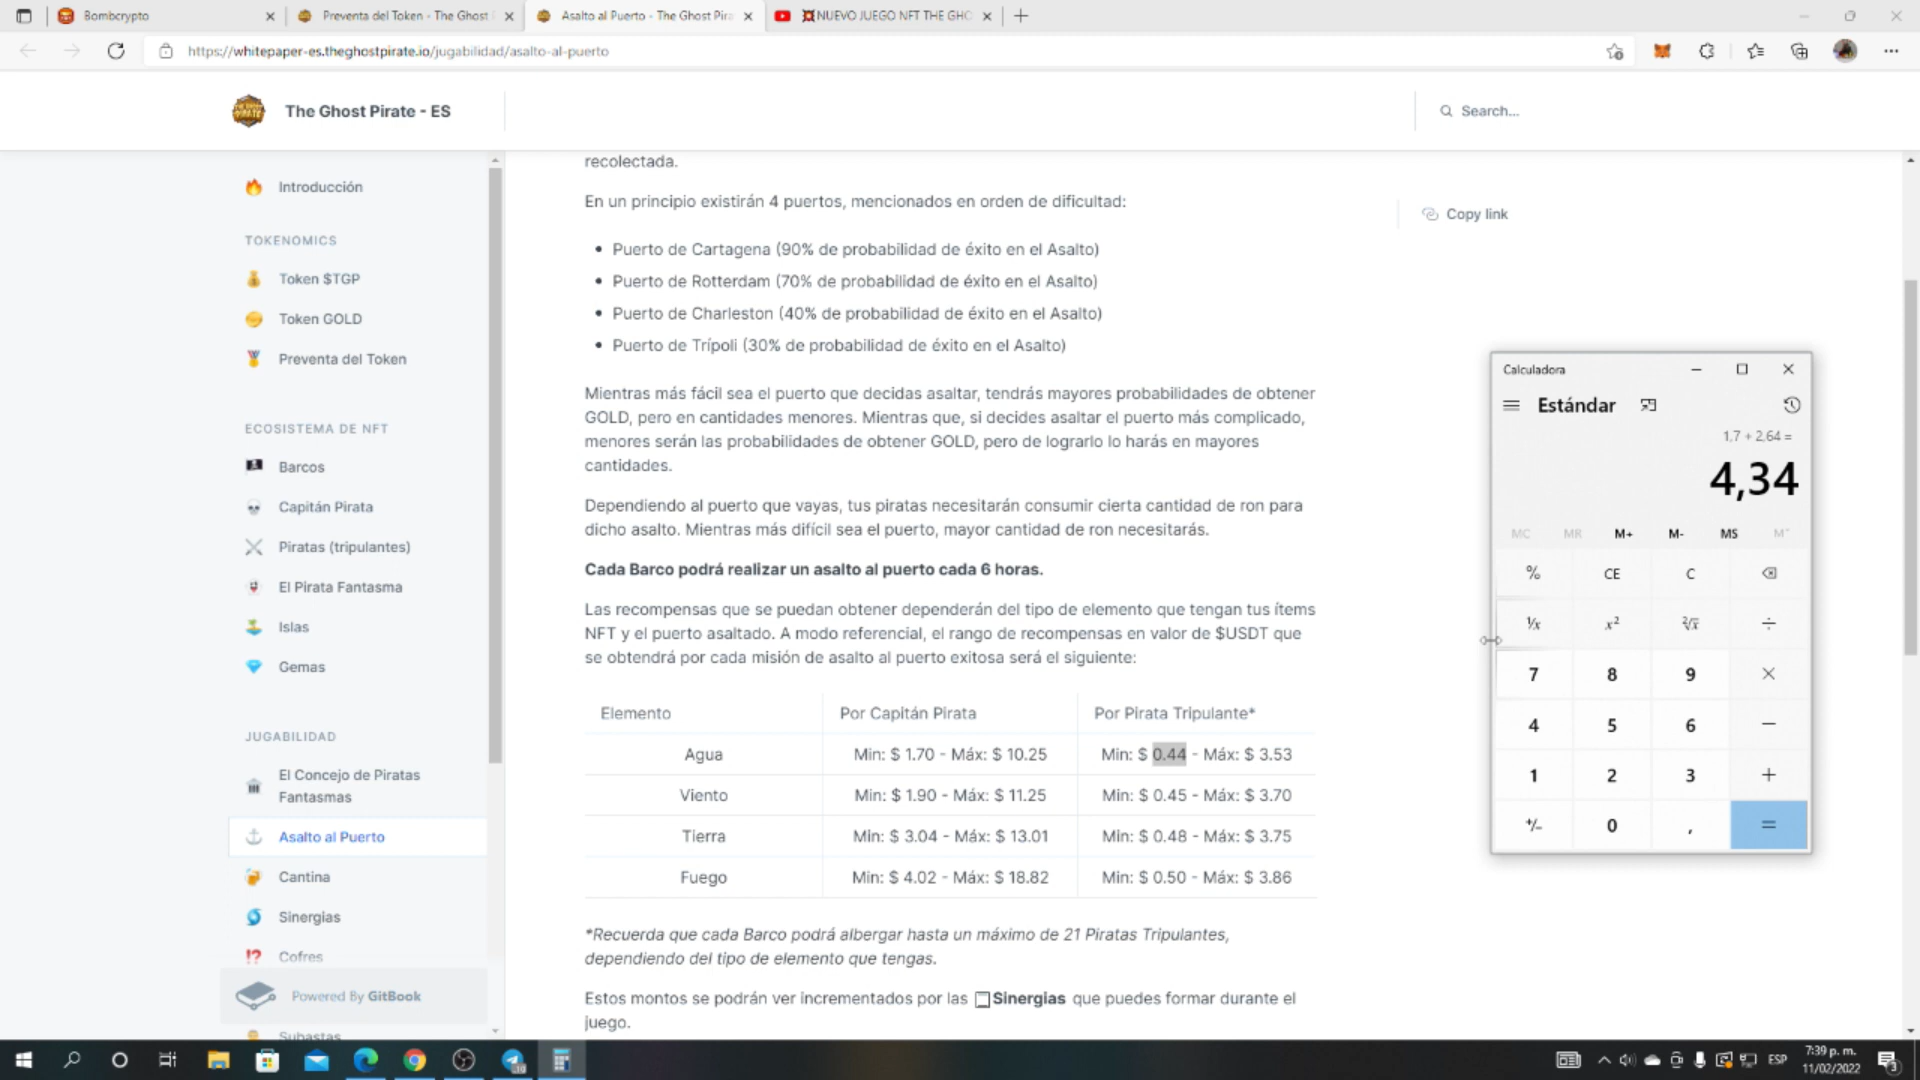 Bombcrypto
Preventa del Token - The Ghost
Asalto al Puerto - The Ghost Pira
NUEVO JUEGO NFT THE GHO
https://whitepaper-es.theghostpirate.io/jugabilidad/asalto-al-puerto
The Ghost Pirate - ES
Search...
Introducción
TOKENOMICS
Token $TGP
Token GOLD
Preventa del Token
ECOSISTEMA DE NFT
Barcos
Capitán Pirata
Piratas (tripulantes)
El Pirata Fantasma
Islas
Gemas
JUGABILIDAD
El Concejo de Piratas
Fantasmas
Asalto al Puerto
Cantina
Sinergias
Cofres
Powered By GitBook
Subastas
recolectada.
En un principio existirán 4 puertos, mencionados en orden de dificultad:
• Puerto de Cartagena (90% de probabilidad de éxito en el Asalto)
• Puerto de Rotterdam (70% de probabilidad de éxito en el Asalto)
• Puerto de Charleston (40% de probabilidad de éxito en el Asalto)
• Puerto de Trípoli (30% de probabilidad de éxito en el Asalto)
Mientras más fácil sea el puerto que decidas asaltar, tendrás mayores probabilidades de obtener
GOLD, pero en cantidades menores. Mientras que, si decides asaltar el puerto más complicado,
menores serán las probabilidades de obtener GOLD, pero de lograrlo lo harás en mayores
cantidades.
Dependiendo al puerto que vayas, tus piratas necesitarán consumir cierta cantidad de ron para
dicho asalto. Mientras más difícil sea el puerto, mayor cantidad de ron necesitarás.
Cada Barco podrá realizar un asalto al puerto cada 6 horas.
Las recompensas que se puedan obtener dependerán del tipo de elemento que tengan tus ítems
NFT y el puerto asaltado. A modo referencial, el rango de recompensas en valor de $USDT que
se obtendrá por cada misión de asalto al puerto exitosa será el siguiente:
Elemento Por Capitán Pirata Por Pirata Tripulante*
Agua Min: $ 1.70 - Máx: $ 10.25 Min: $ 0.44 - Máx: $ 3.53
Viento Min: $ 1.90 - Máx: $ 11.25 Min: $ 0.45 - Máx: $ 3.70
Tierra Min: $ 3.04 - Máx: $ 13.01 Min: $ 0.48 - Máx: $ 3.75
Fuego Min: $ 4.02 - Máx: $ 18.82 Min: $ 0.50 - Máx: $ 3.86
*Recuerda que cada Barco podrá albergar hasta un máximo de 21 Piratas Tripulantes,
dependiendo del tipo de elemento que tengas.
Estos montos se podrán ver incrementados por las Sinergias que puedes formar durante el
juego.
Copy link
Calculadora
Estándar
1,7 + 2,64 =
4,34
MC MR M+ M- MS M˅
% CE C
¹/x x² ²√x ÷
7 8 9 ×
4 5 6 −
1 2 3 +
+/- 0 , =
ESP
7:39 p. m.
11/02/2022
3